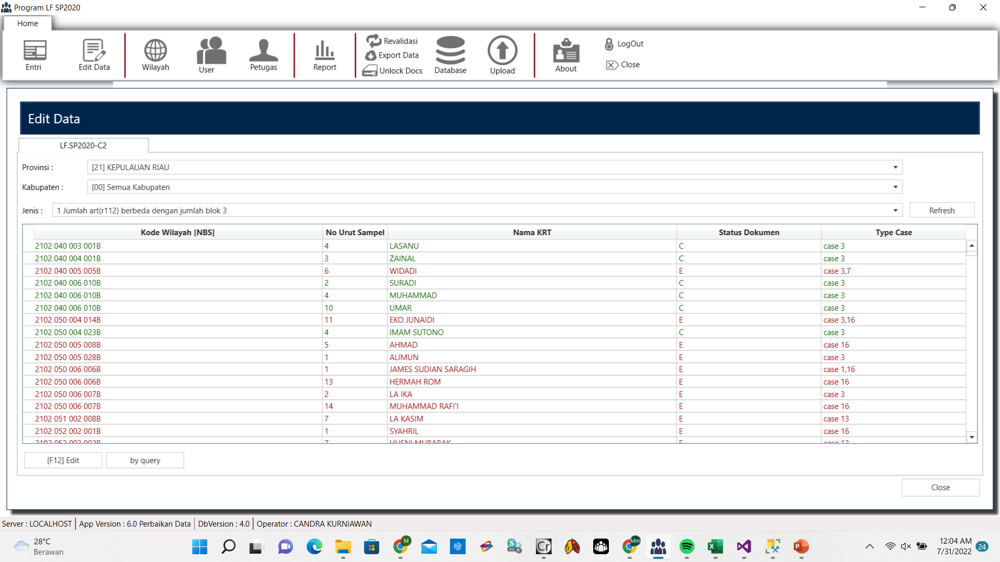 Program LF SP2020
Home
Entri
Edit Data
Wilayah
User
Petugas
Report
Revalidasi
Export Data
Unlock Docs
Database
Upload
About
LogOut
Close
Edit Data
LF.SP2020-C2
Provinsi : [21] KEPULAUAN RIAU
Kabupaten : [00] Semua Kabupaten
Jenis : 1 Jumlah art(r112) berbeda dengan jumlah blok 3 Refresh
Kode Wilayah [NBS] No Urut Sampel Nama KRT Status Dokumen Type Case
2102 040 003 001B 4 LASANU C case 3
2102 040 004 001B 3 ZAINAL C case 3
2102 040 005 005B 6 WIDADI E case 3,7
2102 040 006 010B 2 SURADI C case 3
2102 040 006 010B 4 MUHAMMAD C case 3
2102 040 006 010B 10 UMAR C case 3
2102 050 004 014B 11 EKO JUNAIDI E case 3,16
2102 050 004 023B 4 IMAM SUTONO C case 3
2102 050 005 008B 5 AHMAD E case 16
2102 050 005 028B 1 ALIMUN E case 3
2102 050 006 006B 1 JAMES SUDIAN SARAGIH E case 1,16
2102 050 006 006B 13 HERMAH ROM E case 16
2102 050 006 007B 2 LA IKA E case 3
2102 050 006 007B 14 MUHAMMAD RAFI'I E case 16
2102 051 002 008B 7 LA KASIM E case 13
2102 052 002 001B 1 SYAHRIL E case 16
2102 052 003 002B 7 HUSNI MUBARAK E case 13
[F12] Edit by query
Close
Server : LOCALHOST App Version : 6.0 Perbaikan Data DbVersion : 4.0 Operator : CANDRA KURNIAWAN
28°C
Berawan
M
Cr
Mm
X
P
12:04 AM
7/31/2022
24